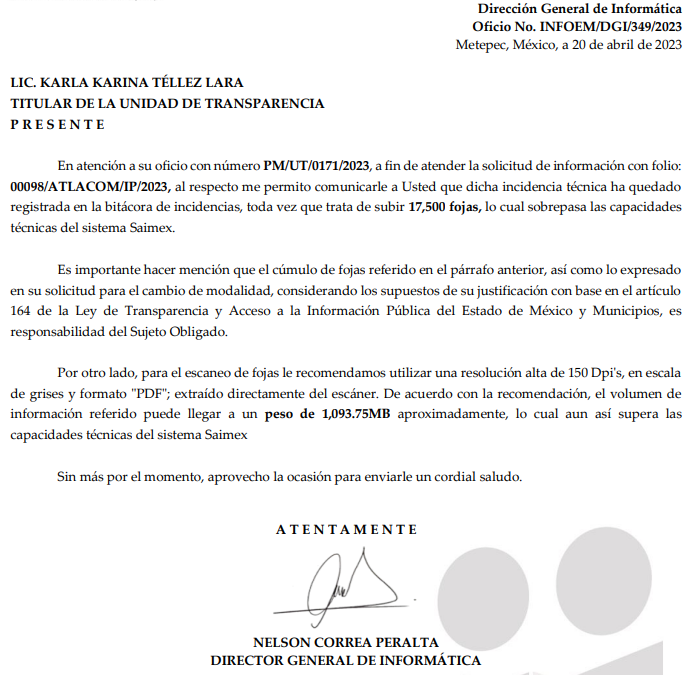 Dirección General de Informática
Oficio No. INFOEM/DGI/349/2023
Metepec, México, a 20 de abril de 2023
LIC. KARLA KARINA TÉLLEZ LARA
TITULAR DE LA UNIDAD DE TRANSPARENCIA
P R E S E N T E
En atención a su oficio con número PM/UT/0171/2023, a fin de atender la solicitud de información con folio:
00098/ATLACOM/IP/2023, al respecto me permito comunicarle a Usted que dicha incidencia técnica ha quedado
registrada en la bitácora de incidencias, toda vez que trata de subir 17,500 fojas, lo cual sobrepasa las capacidades
técnicas del sistema Saimex.
Es importante hacer mención que el cúmulo de fojas referido en el párrafo anterior, así como lo expresado
en su solicitud para el cambio de modalidad, considerando los supuestos de su justificación con base en el artículo
164 de la Ley de Transparencia y Acceso a la Información Pública del Estado de México y Municipios, es
responsabilidad del Sujeto Obligado.
Por otro lado, para el escaneo de fojas le recomendamos utilizar una resolución alta de 150 Dpi's, en escala
de grises y formato "PDF"; extraído directamente del escáner. De acuerdo con la recomendación, el volumen de
información referido puede llegar a un peso de 1,093.75MB aproximadamente, lo cual aun así supera las
capacidades técnicas del sistema Saimex
Sin más por el momento, aprovecho la ocasión para enviarle un cordial saludo.
A T E N T A M E N T E
NELSON CORREA PERALTA
DIRECTOR GENERAL DE INFORMÁTICA